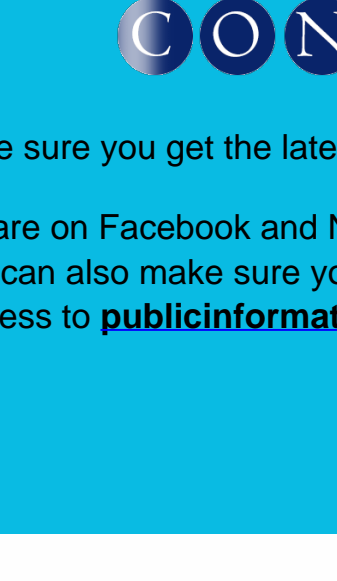 CON
e sure you get the late
are on Facebook and N
can also make sure yo
ess to publicinformat